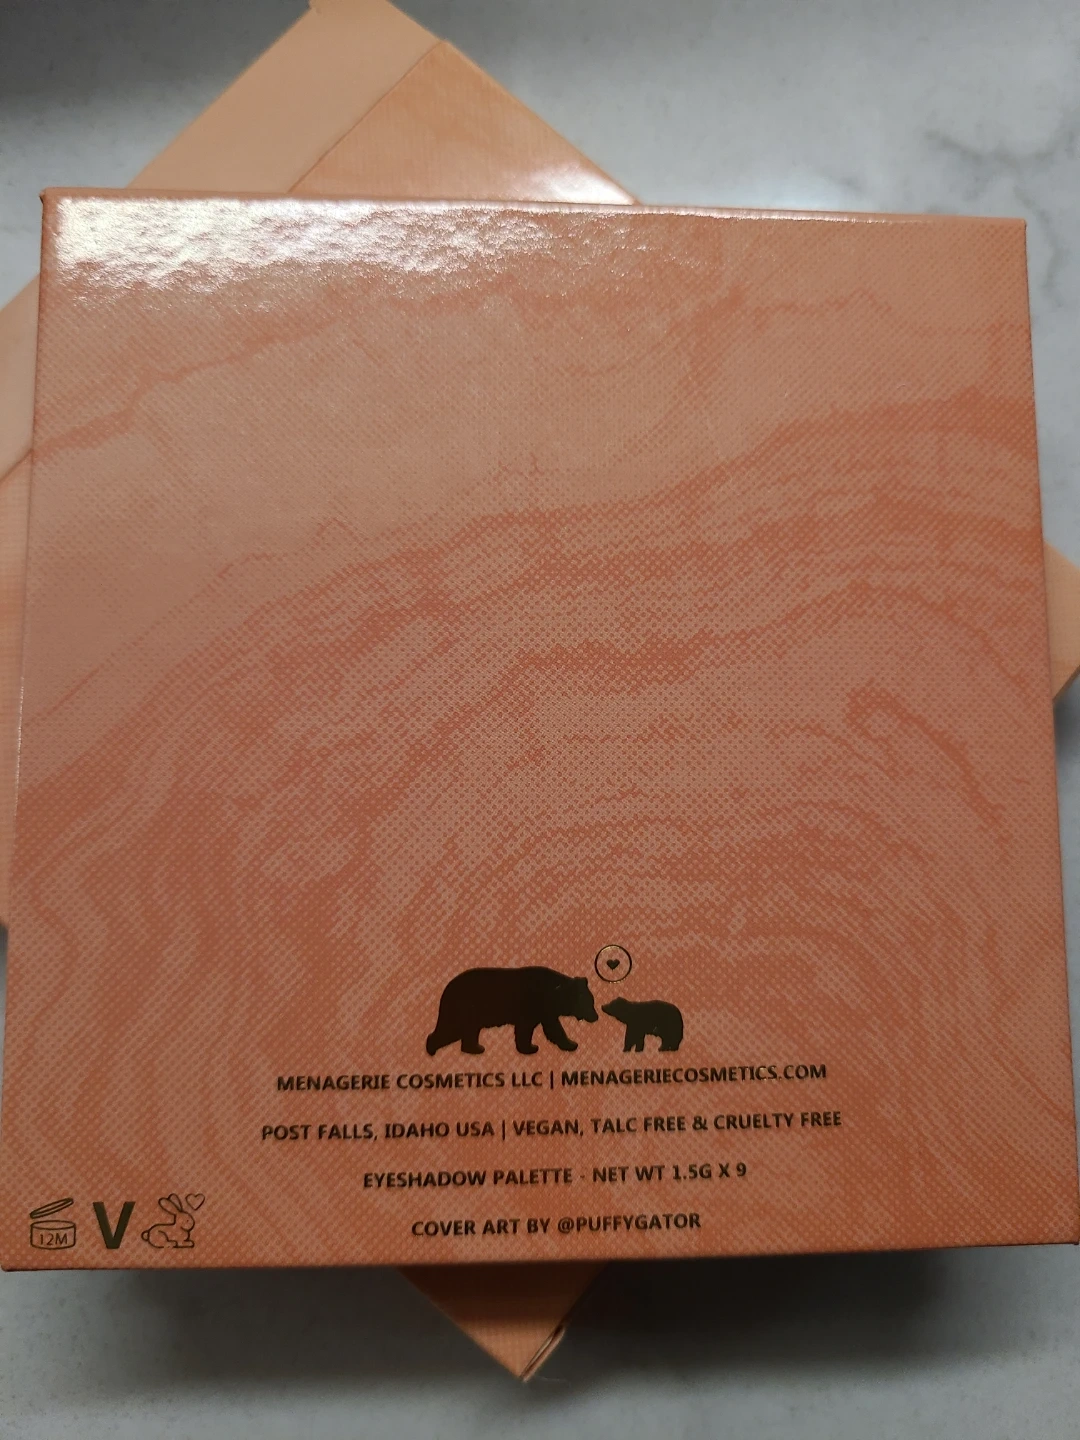 MENAGERIE COSMETICS LLC | MENAGERIECOSMETICS.COM
POST FALLS, IDAHO USA | VEGAN, TALC FREE & CRUELTY FREE
EYESHADOW PALETTE - NET WT 1.5G X 9
COVER ART BY @PUFFYGATOR
12M V